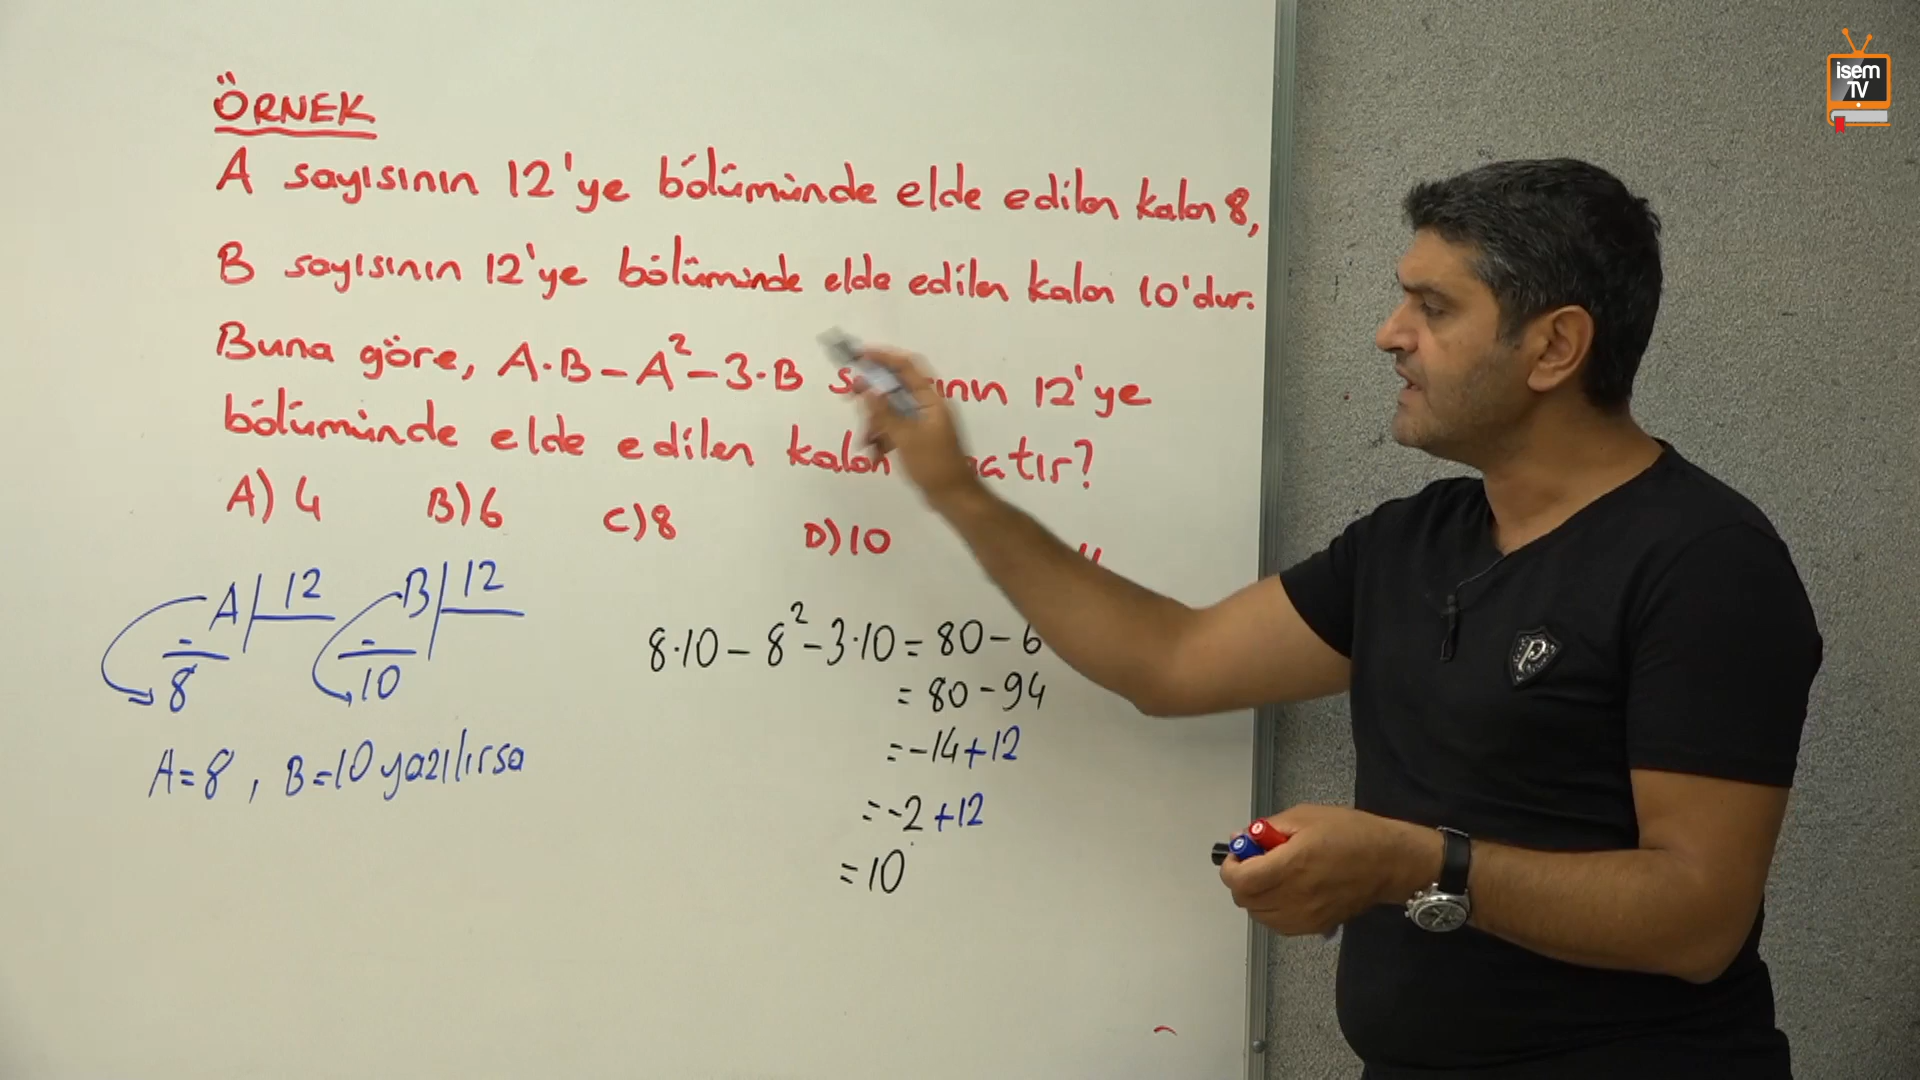 isem
TV
ÖRNEK
A sayısının 12'ye bölümünde elde edilen kalan 8,
B sayısının 12'ye bölüminde elde edilen kalan 10'dur.
Buna göre, A·B-A²-3·B 12'ye
bölümünde elde edilen kalan
A) 4 B) 6 C) 8 D) 10
A 12 B 12
- -
8 10
A=8, B=10 yazılırsa
8·10-8²-3·10=80-6
=80-94
=-14+12
=-2+12
=10